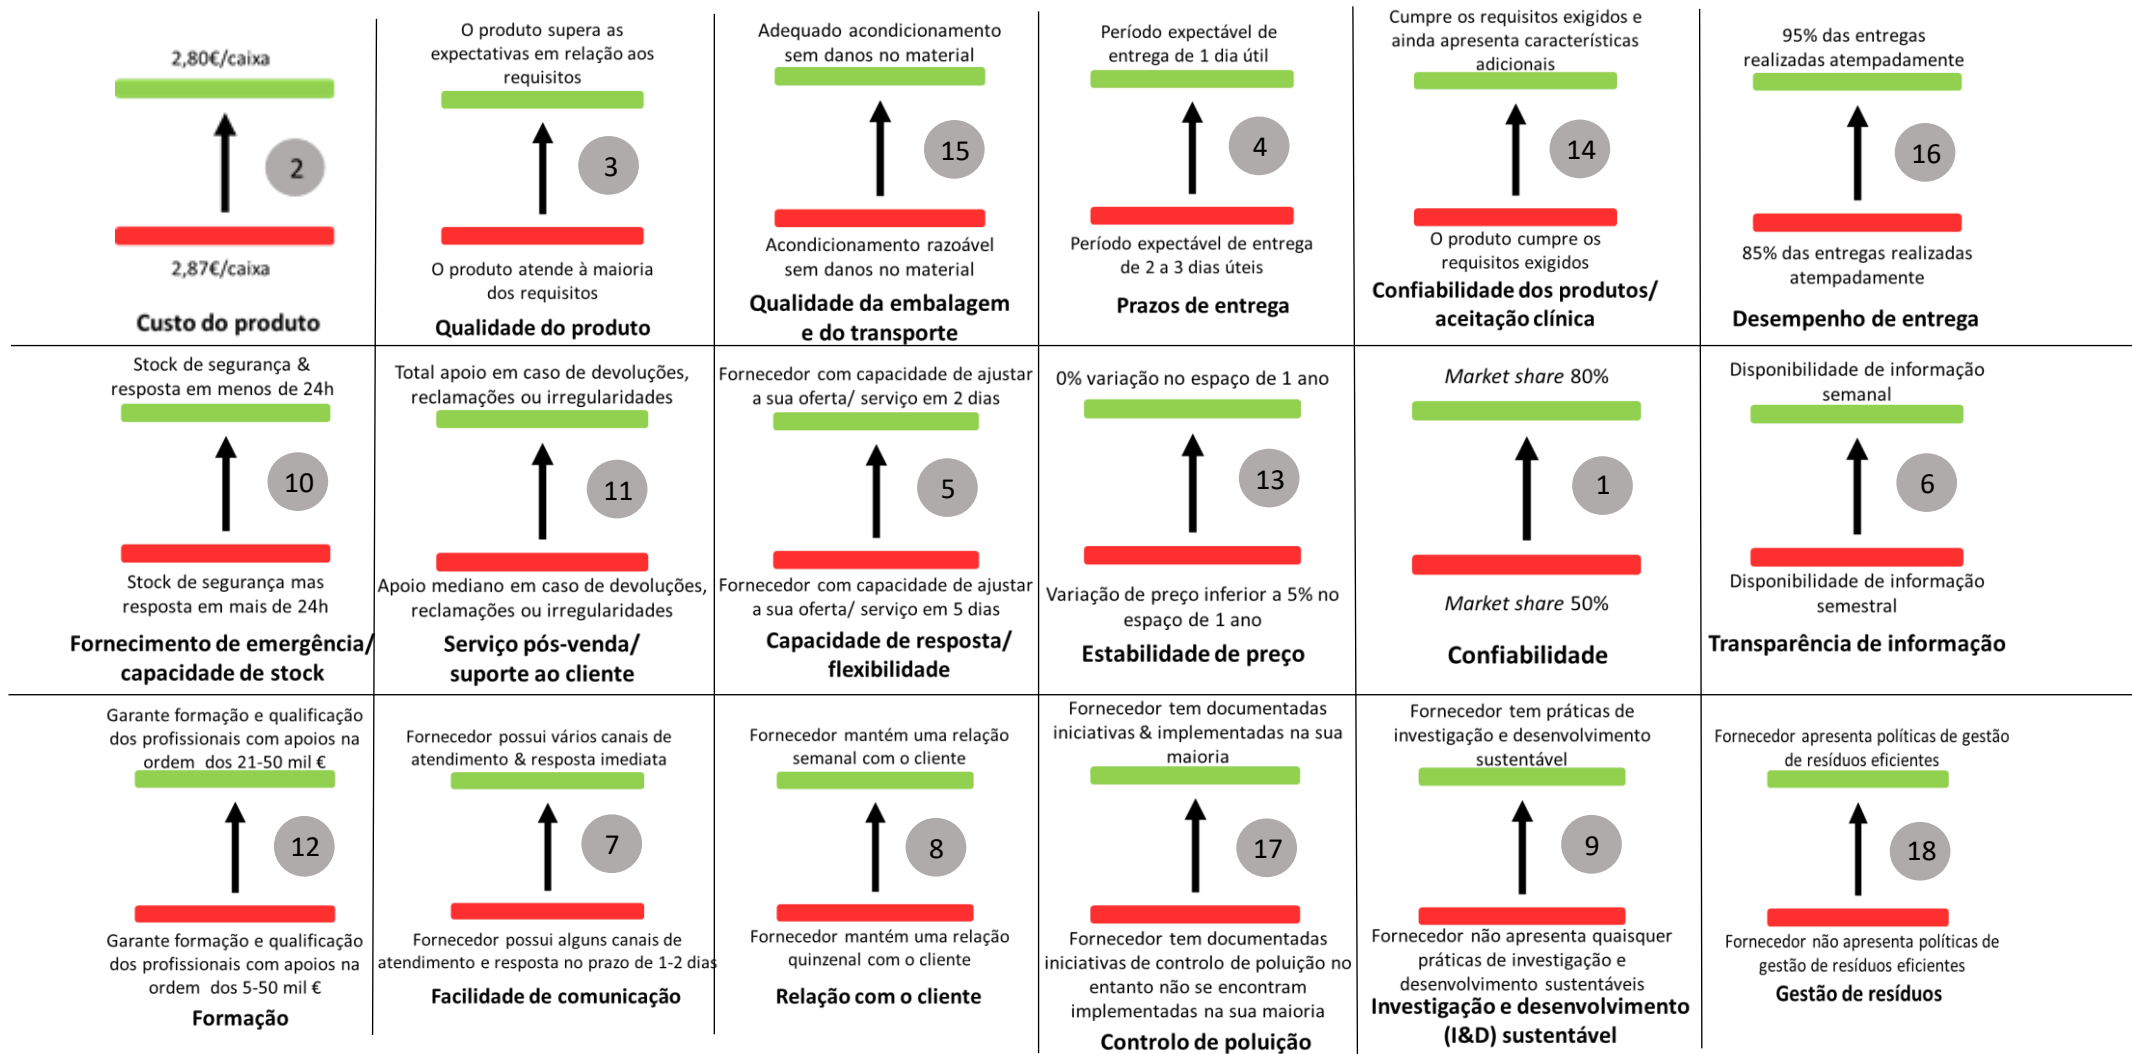 2,80€/caixa
2
2,87€/caixa
Custo do produto
O produto supera as
expectativas em relação aos
requisitos
3
O produto atende à maioria
dos requisitos
Qualidade do produto
Adequado acondicionamento
sem danos no material
15
Acondicionamento razoável
sem danos no material
Qualidade da embalagem
e do transporte
Período expectável de
entrega de 1 dia útil
4
Período expectável de entrega
de 2 a 3 dias úteis
Prazos de entrega
Cumpre os requisitos exigidos e
ainda apresenta características
adicionais
14
O produto cumpre os
requisitos exigidos
Confiabilidade dos produtos/
aceitação clínica
95% das entregas
realizadas atempadamente
16
85% das entregas realizadas
atempadamente
Desempenho de entrega
Stock de segurança &
resposta em menos de 24h
10
Stock de segurança mas
resposta em mais de 24h
Fornecimento de emergência/
capacidade de stock
Total apoio em caso de devoluções,
reclamações ou irregularidades
11
Apoio mediano em caso de devoluções,
reclamações ou irregularidades
Serviço pós-venda/
suporte ao cliente
Fornecedor com capacidade de ajustar
a sua oferta/ serviço em 2 dias
5
Fornecedor com capacidade de ajustar
a sua oferta/ serviço em 5 dias
Capacidade de resposta/
flexibilidade
0% variação no espaço de 1 ano
13
Variação de preço inferior a 5% no
espaço de 1 ano
Estabilidade de preço
Market share 80%
1
Market share 50%
Confiabilidade
Disponibilidade de informação
semanal
6
Disponibilidade de informação
semestral
Transparência de informação
Garante formação e qualificação
dos profissionais com apoios na
ordem dos 21-50 mil €
12
Garante formação e qualificação
dos profissionais com apoios na
ordem dos 5-50 mil €
Formação
Fornecedor possui vários canais de
atendimento & resposta imediata
7
Fornecedor possui alguns canais de
atendimento e resposta no prazo de 1-2 dias
Facilidade de comunicação
Fornecedor mantém uma relação
semanal com o cliente
8
Fornecedor mantém uma relação
quinzenal com o cliente
Relação com o cliente
Fornecedor tem documentadas
iniciativas & implementadas na sua
maioria
17
Fornecedor tem documentadas
iniciativas de controlo de poluição no
entanto não se encontram
implementadas na sua maioria
Controlo de poluição
Fornecedor tem práticas de
investigação e desenvolvimento
sustentável
9
Fornecedor não apresenta quaisquer
práticas de investigação e
desenvolvimento sustentáveis
Investigação e desenvolvimento
(I&D) sustentável
Fornecedor apresenta políticas de gestão
de resíduos eficientes
18
Fornecedor não apresenta políticas de
gestão de resíduos eficientes
Gestão de resíduos